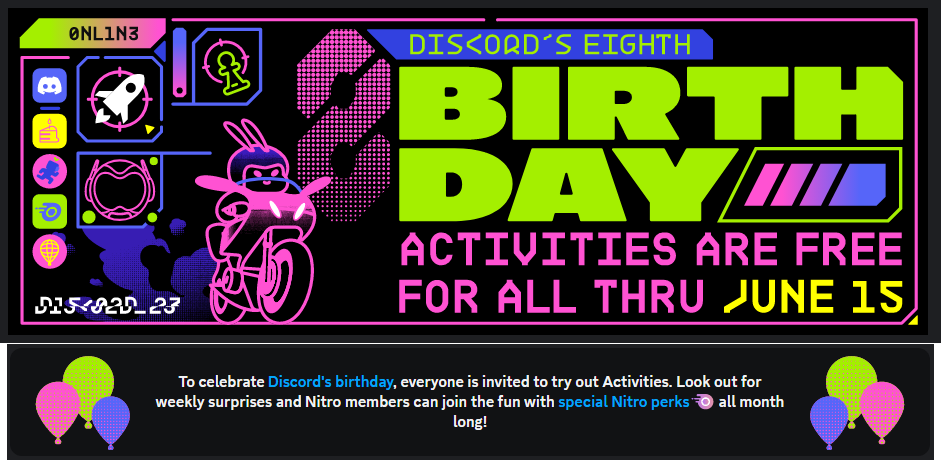 0NL1N3
DISCORD'S EIGHTH
BIRTH
DAY
ACTIVITIES ARE FREE
FOR ALL THRU JUNE 15
D15<02D_23
To celebrate Discord's birthday, everyone is invited to try out Activities. Look out for
weekly surprises and Nitro members can join the fun with special Nitro perks all month
long!